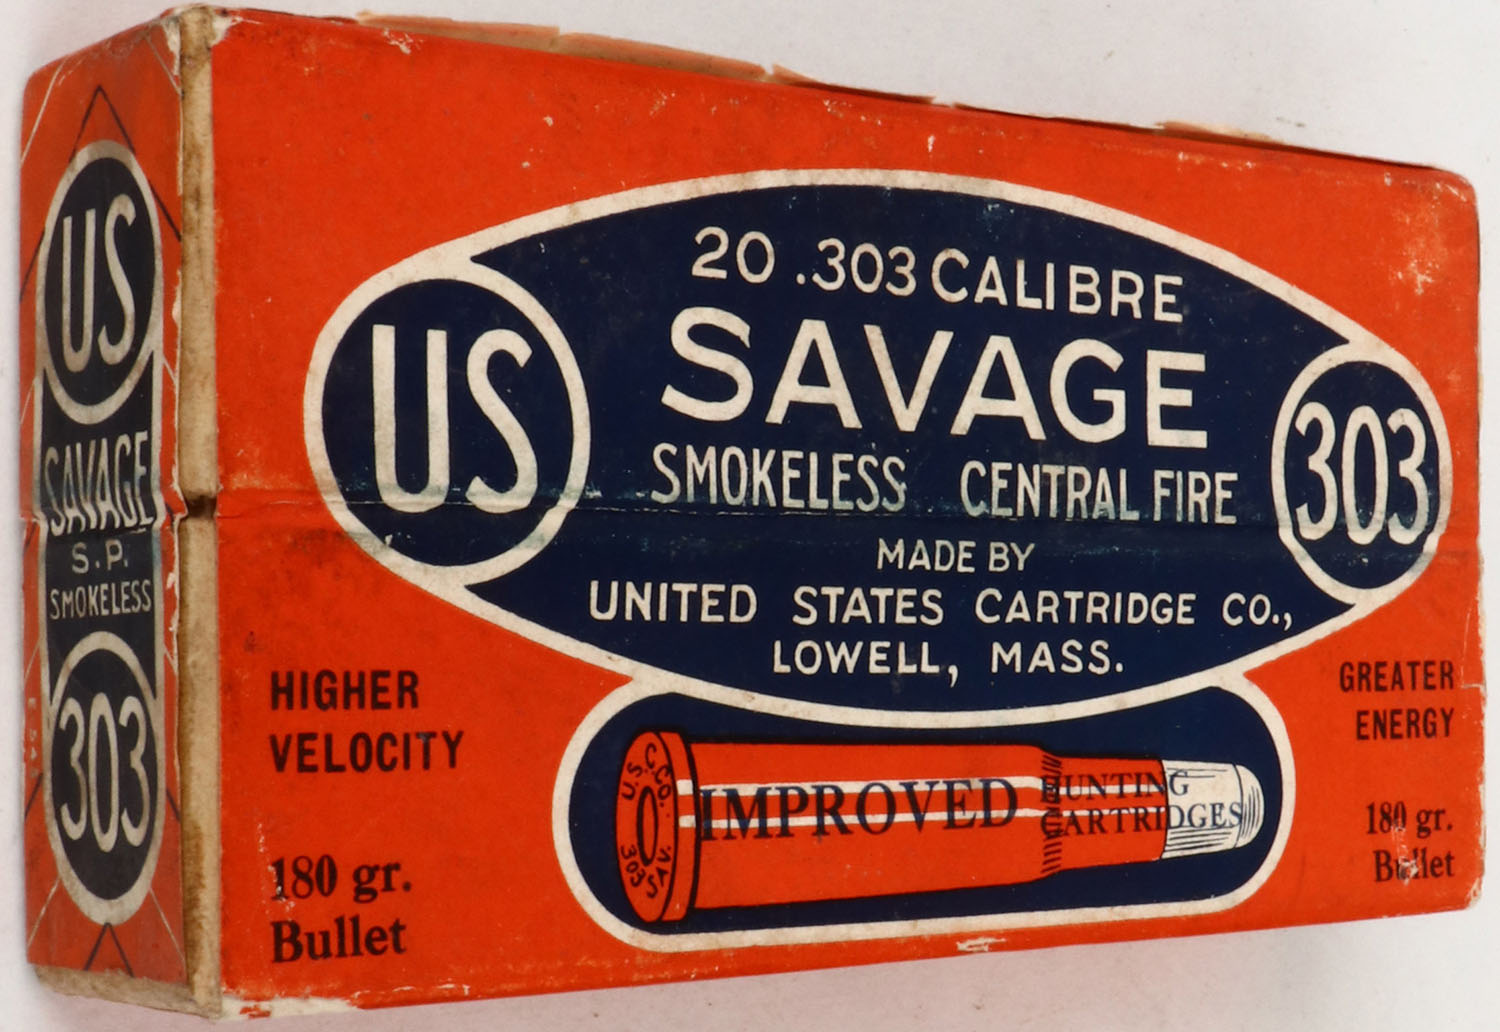 US
SAVAGE
S.P.
SMOKELESS
303
20 .303 CALIBRE
SAVAGE
SMOKELESS CENTRAL FIRE
MADE BY
UNITED STATES CARTRIDGE CO.,
LOWELL, MASS.
US
303
HIGHER
VELOCITY
180 gr.
Bullet
GREATER
ENERGY
180 gr.
Bullet
U.S.C.CO.
303 SAV.
IMPROVED
HUNTING
CARTRIDGES